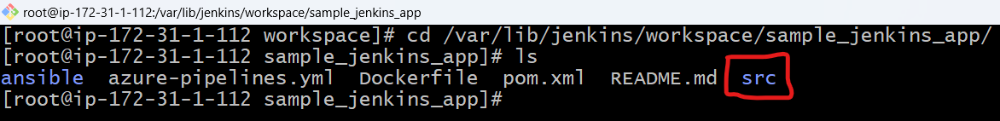 root@ip-172-31-1-112:/var/lib/jenkins/workspace/sample_jenkins_app
[root@ip-172-31-1-112 workspace]# cd /var/lib/jenkins/workspace/sample_jenkins_app/
[root@ip-172-31-1-112 sample_jenkins_app]# ls
ansible  azure-pipelines.yml  Dockerfile  pom.xml  README.md  src
[root@ip-172-31-1-112 sample_jenkins_app]#